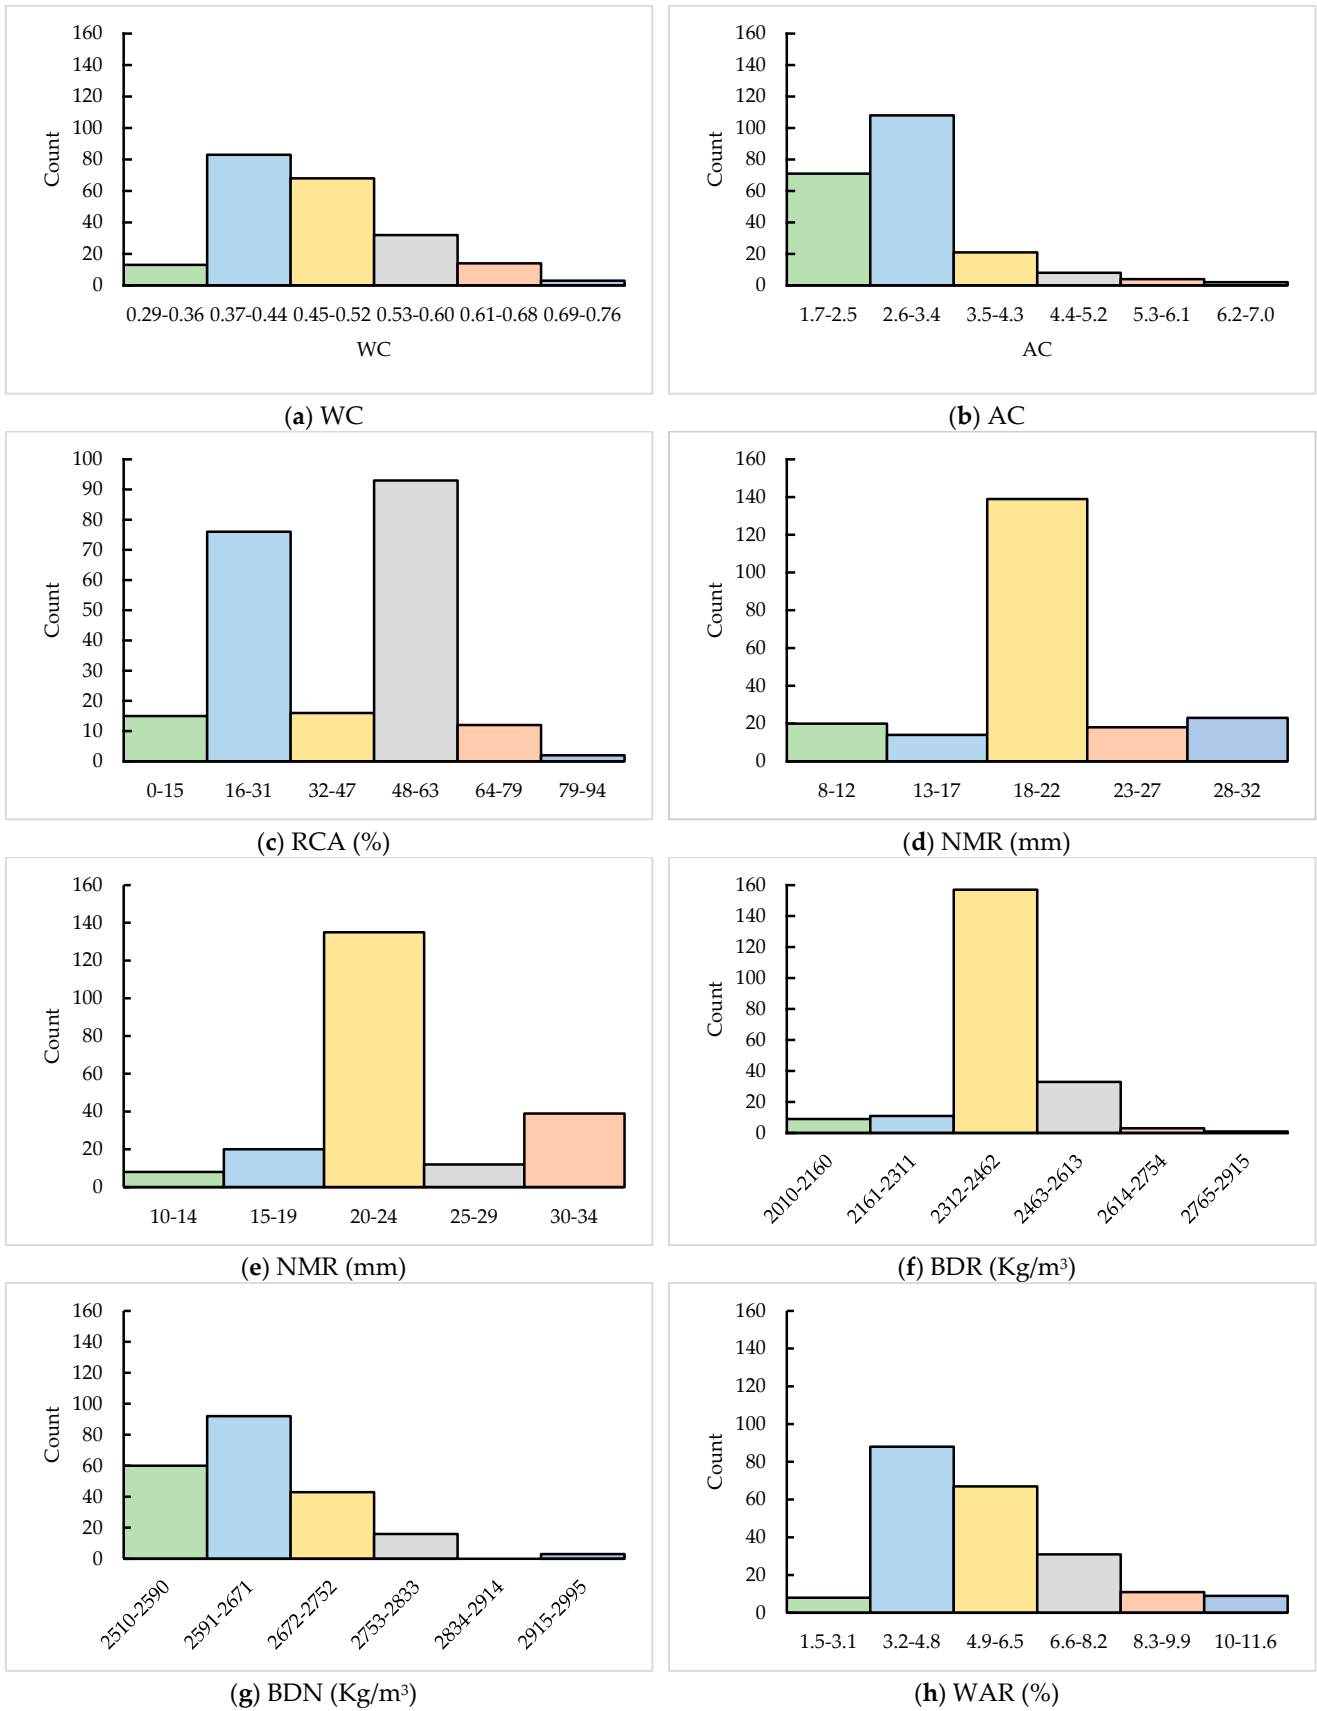 160
140
120
100
80
60
40
20
0
Count
0.29-0.36 0.37-0.44 0.45-0.52 0.53-0.60 0.61-0.68 0.69-0.76
WC
(a) WC
160
140
120
100
80
60
40
20
0
Count
1.7-2.5 2.6-3.4 3.5-4.3 4.4-5.2 5.3-6.1 6.2-7.0
AC
(b) AC
100
90
80
70
60
50
40
30
20
10
0
Count
0-15 16-31 32-47 48-63 64-79 79-94
(c) RCA (%)
160
140
120
100
80
60
40
20
0
Count
8-12 13-17 18-22 23-27 28-32
(d) NMR (mm)
160
140
120
100
80
60
40
20
0
Count
10-14 15-19 20-24 25-29 30-34
(e) NMR (mm)
160
140
120
100
80
60
40
20
0
Count
2010-2160 2161-2311 2312-2462 2463-2613 2614-2754 2765-2915
(f) BDR (Kg/m³)
160
140
120
100
80
60
40
20
0
Count
2510-2590 2591-2671 2672-2752 2753-2833 2834-2914 2915-2995
(g) BDN (Kg/m³)
160
140
120
100
80
60
40
20
0
Count
1.5-3.1 3.2-4.8 4.9-6.5 6.6-8.2 8.3-9.9 10-11.6
(h) WAR (%)